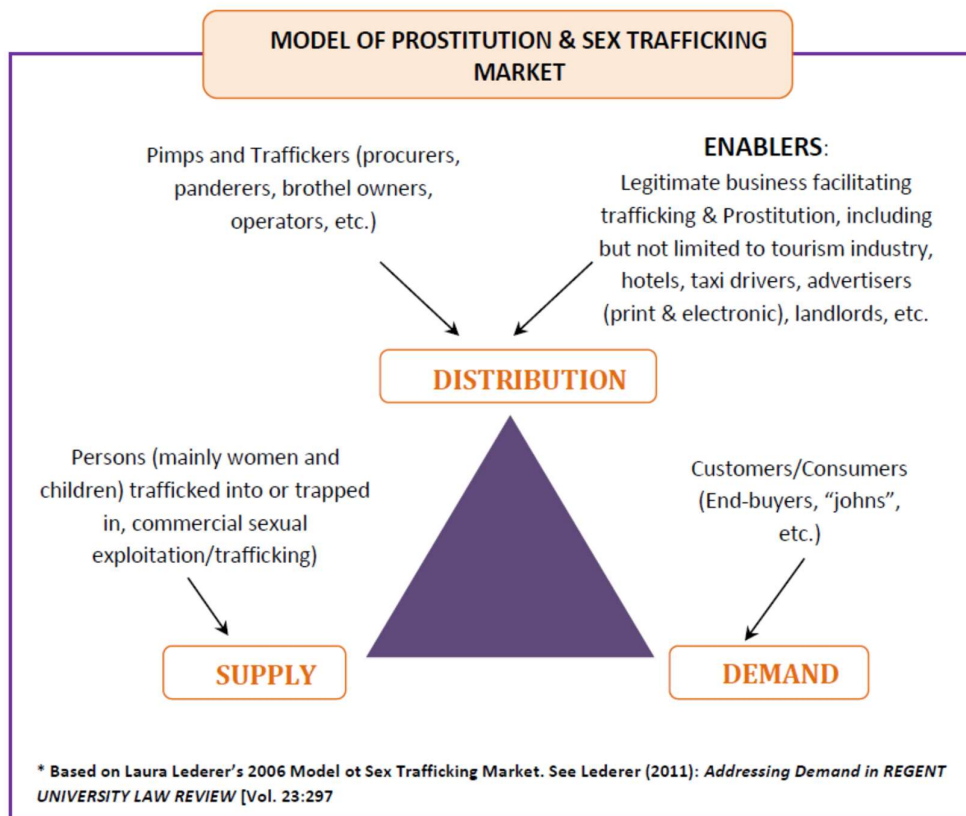 MODEL OF PROSTITUTION & SEX TRAFFICKING
MARKET
Pimps and Traffickers (procurers,
panderers, brothel owners,
operators, etc.)
ENABLERS:
Legitimate business facilitating
trafficking & Prostitution, including
but not limited to tourism industry,
hotels, taxi drivers, advertisers
(print & electronic), landlords, etc.
DISTRIBUTION
Persons (mainly women and
children) trafficked into or trapped
in, commercial sexual
exploitation/trafficking)
Customers/Consumers
(End-buyers, “johns”,
etc.)
SUPPLY
DEMAND
* Based on Laura Lederer’s 2006 Model ot Sex Trafficking Market. See Lederer (2011): Addressing Demand in REGENT
UNIVERSITY LAW REVIEW [Vol. 23:297